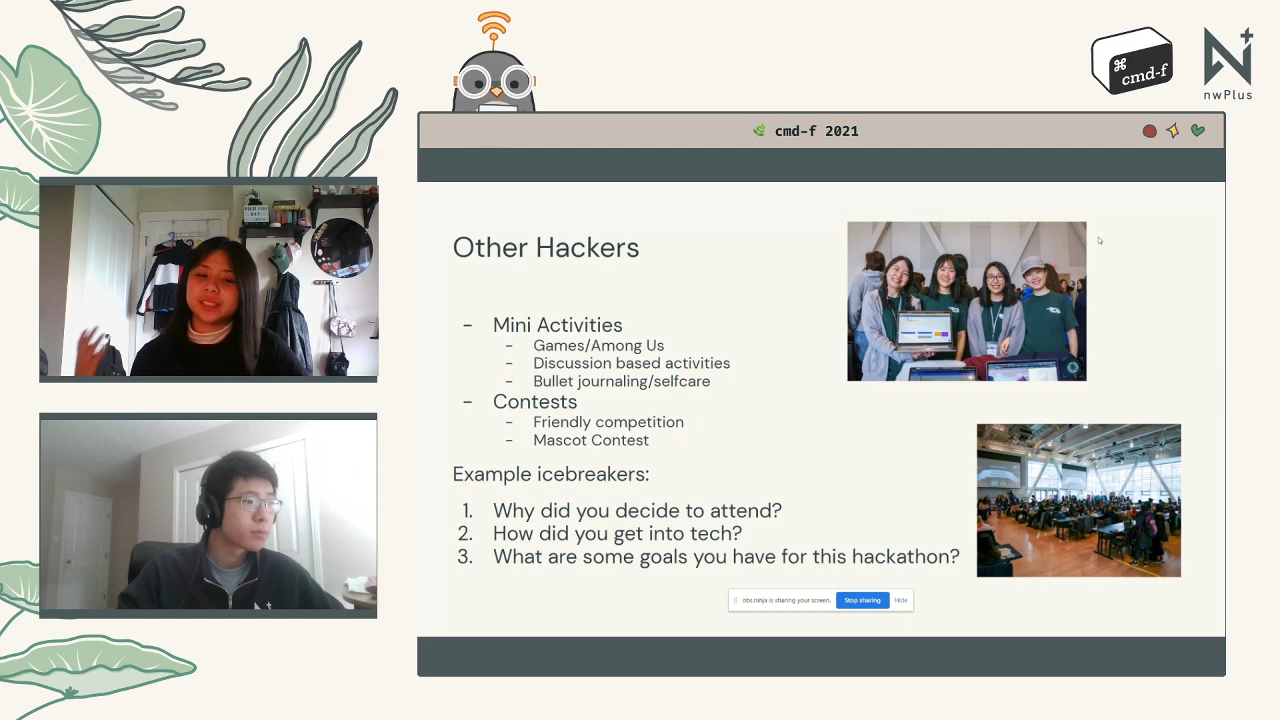 cmd-f
nwPlus
cmd-f 2021
Other Hackers
- Mini Activities
- Games/Among Us
- Discussion based activities
- Bullet journaling/selfcare
- Contests
- Friendly competition
- Mascot Contest
Example icebreakers:
1. Why did you decide to attend?
2. How did you get into tech?
3. What are some goals you have for this hackathon?
obs.ninja is sharing your screen. Stop sharing Hide